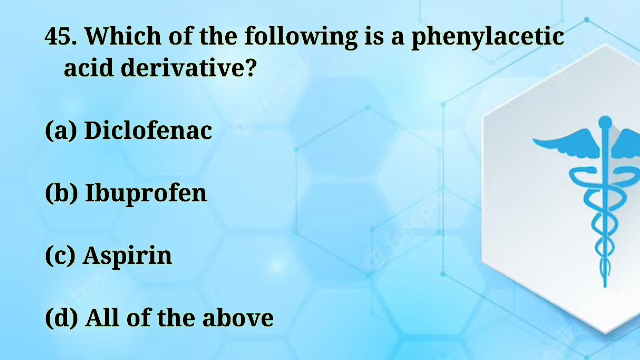 45. Which of the following is a phenylacetic
acid derivative?
(a) Diclofenac
(b) Ibuprofen
(c) Aspirin
(d) All of the above